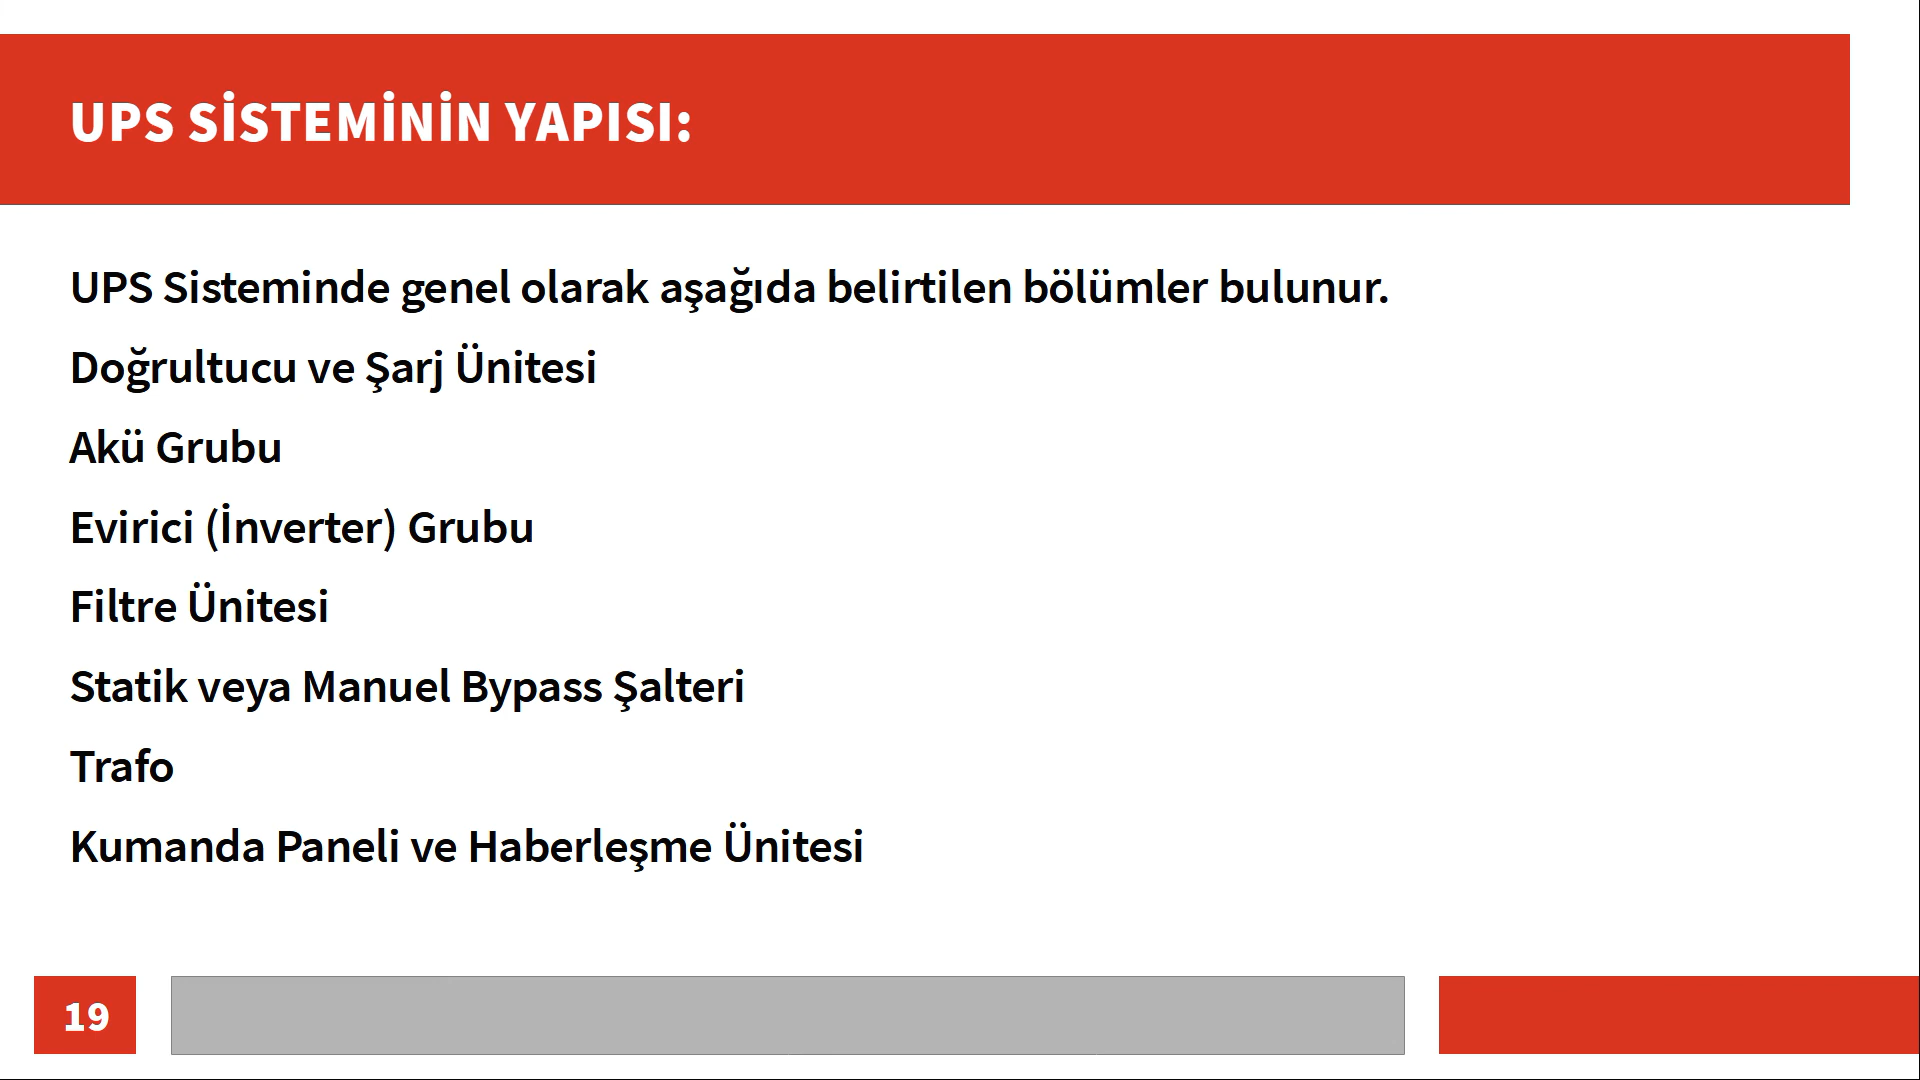 UPS SİSTEMİNİN YAPISI:
UPS Sisteminde genel olarak aşağıda belirtilen bölümler bulunur.
Doğrultucu ve Şarj Ünitesi
Akü Grubu
Evirici (İnverter) Grubu
Filtre Ünitesi
Statik veya Manuel Bypass Şalteri
Trafo
Kumanda Paneli ve Haberleşme Ünitesi
19